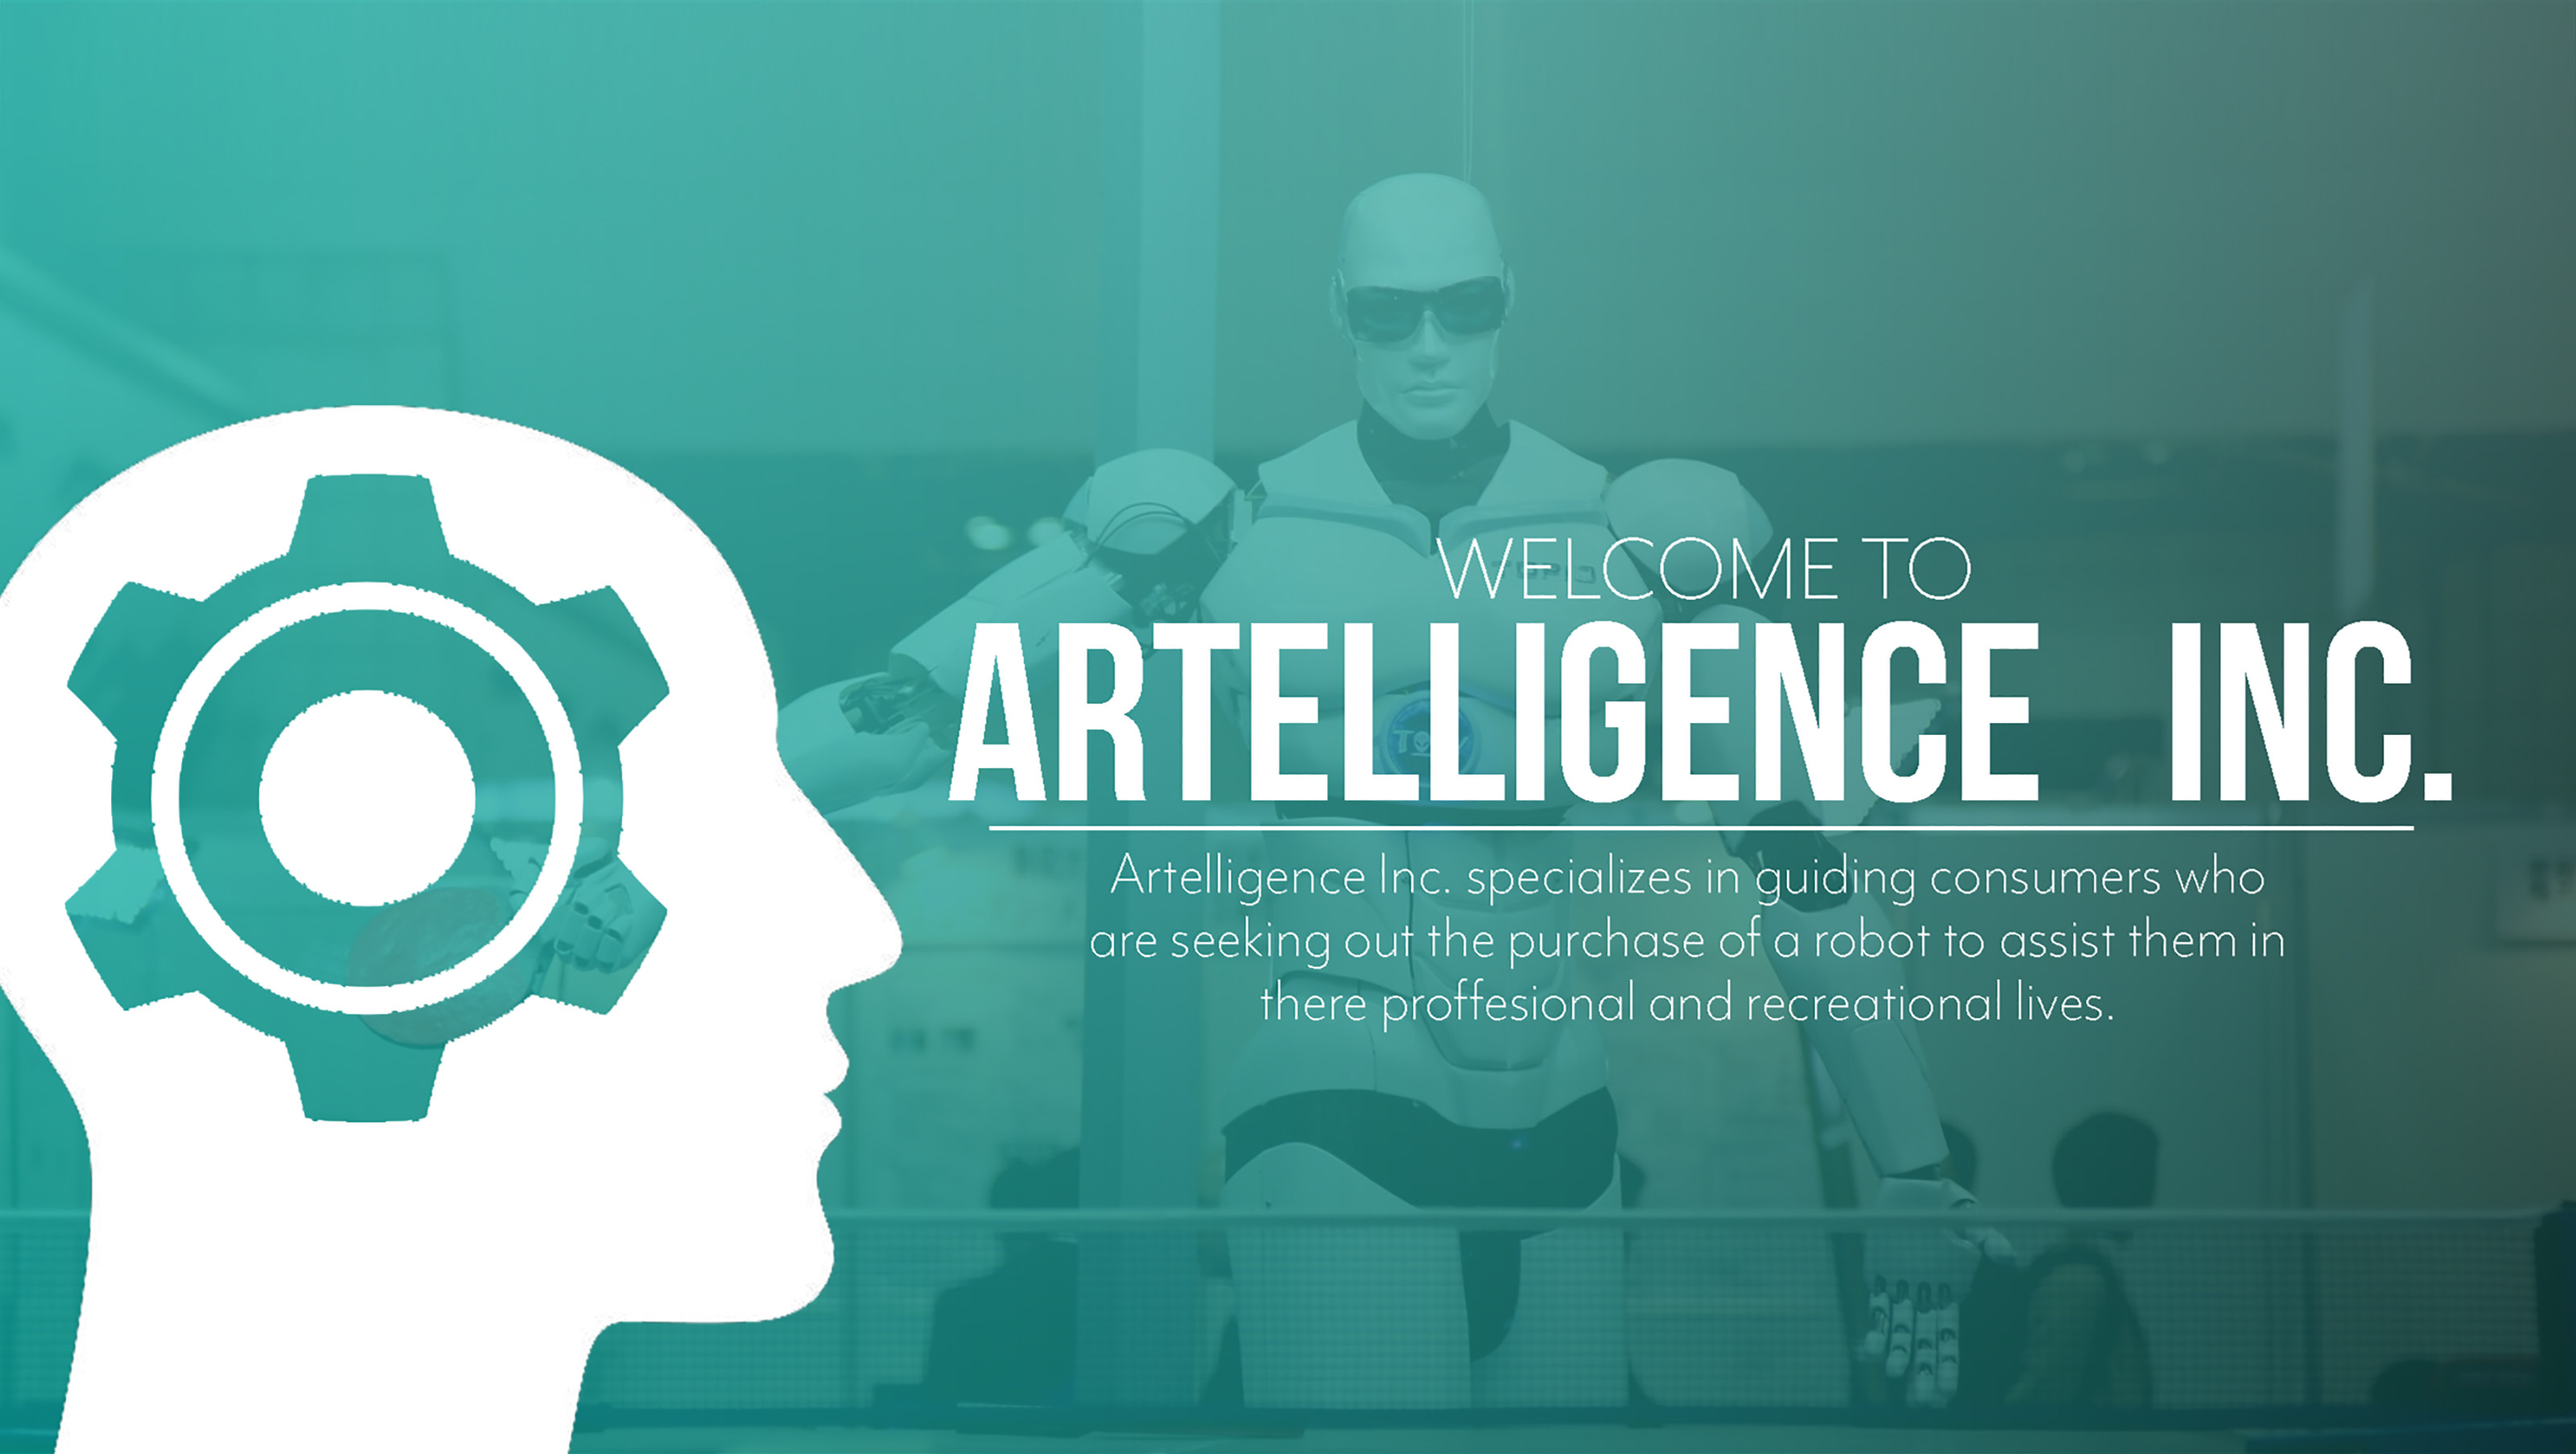 WELCOME TO
ARTELLIGENCE INC.
Artelligence Inc. specializes in guiding consumers who
are seeking out the purchase of a robot to assist them in
there proffesional and recreational lives.